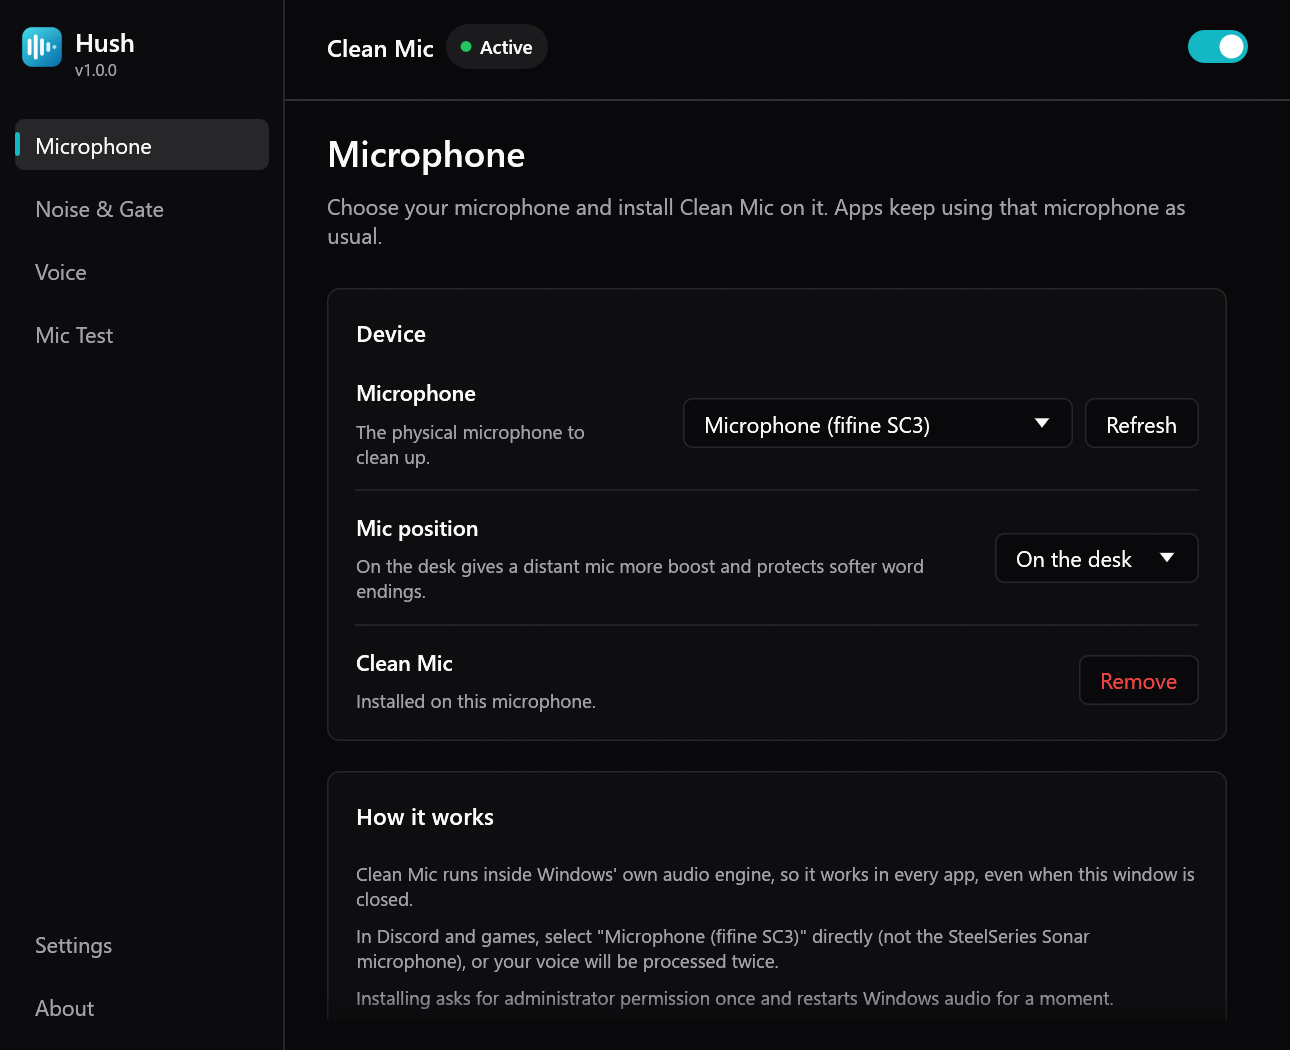 Hush
v1.0.0
Microphone
Noise & Gate
Voice
Mic Test
Settings
About
Clean Mic
Active
Microphone
Choose your microphone and install Clean Mic on it. Apps keep using that microphone as
usual.
Device
Microphone
The physical microphone to
clean up.
Microphone (fifine SC3)
Refresh
Mic position
On the desk gives a distant mic more boost and protects softer word
endings.
On the desk
Clean Mic
Installed on this microphone.
Remove
How it works
Clean Mic runs inside Windows' own audio engine, so it works in every app, even when this window is
closed.
In Discord and games, select "Microphone (fifine SC3)" directly (not the SteelSeries Sonar
microphone), or your voice will be processed twice.
Installing asks for administrator permission once and restarts Windows audio for a moment.